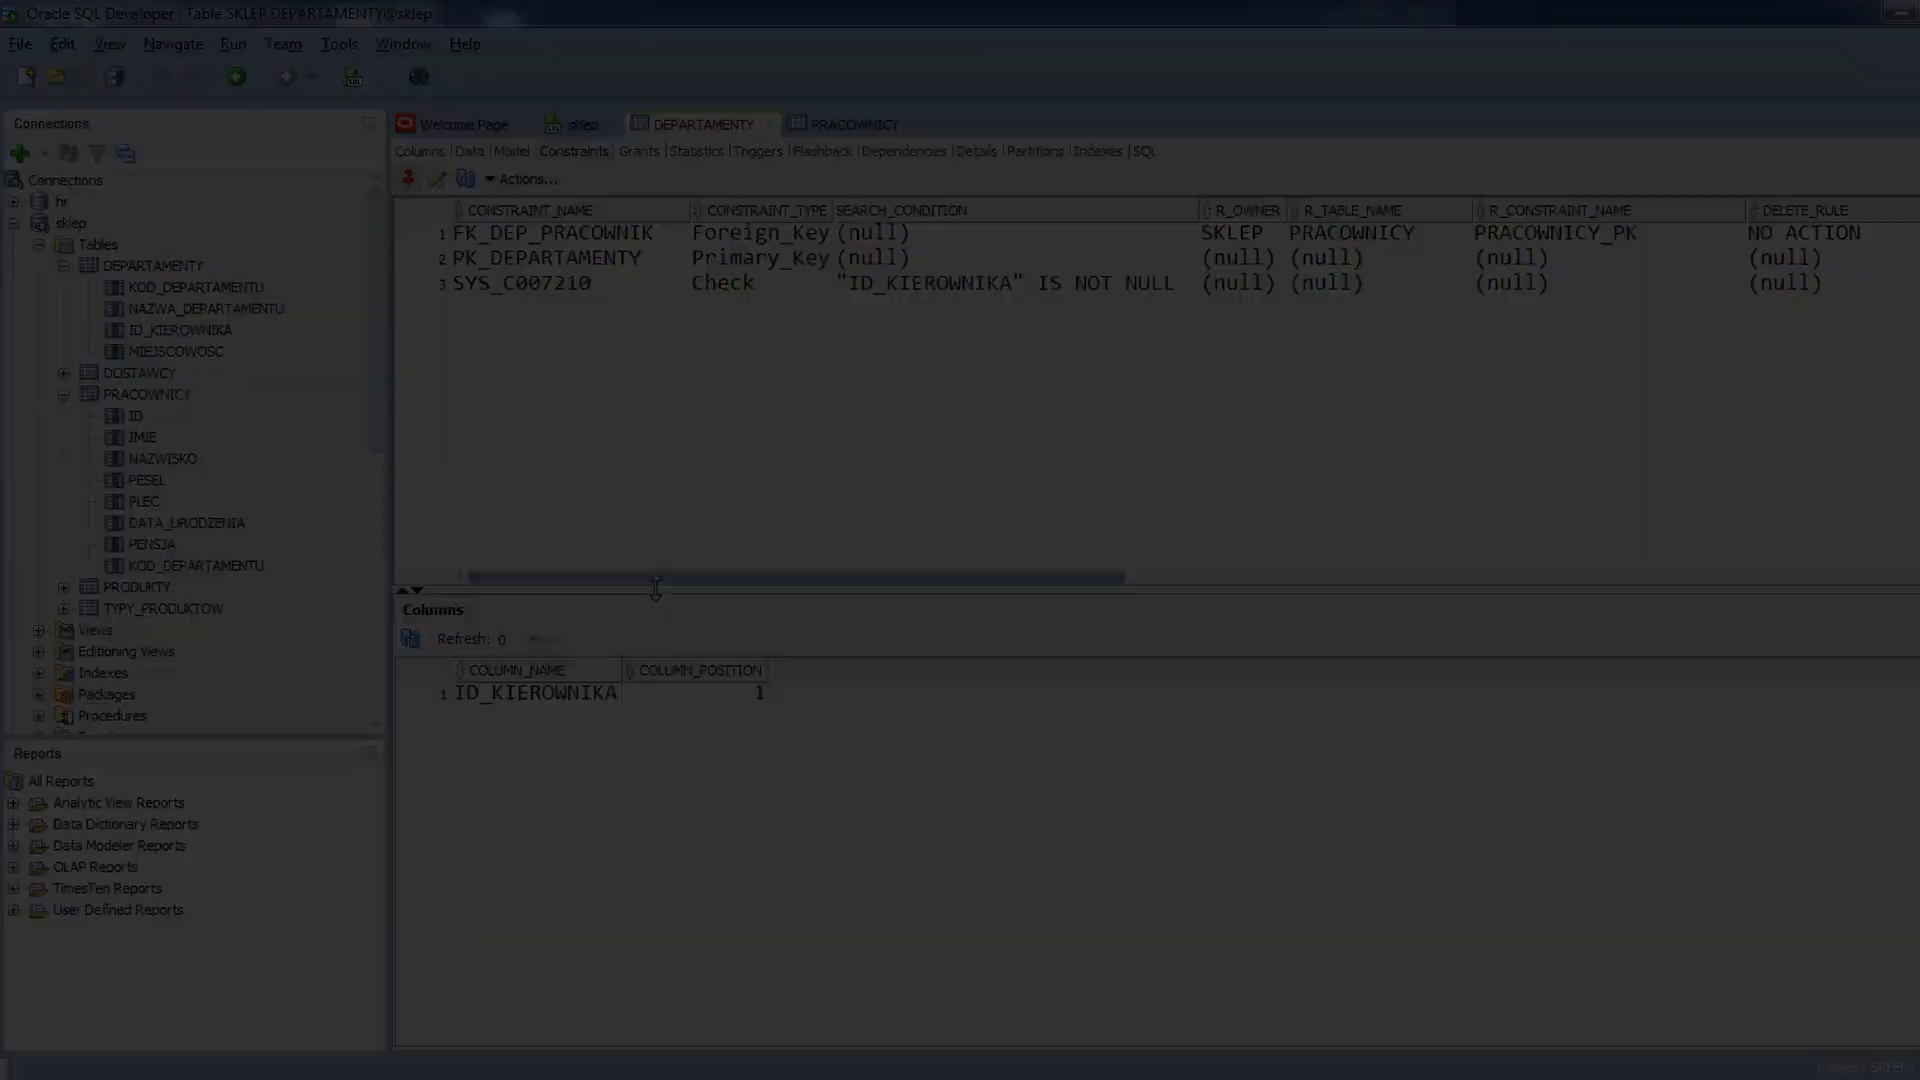 Oracle SQL Developer : Table SKLEP.DEPARTAMENTY@sklep
File Edit View Navigate Run Team Tools Window Help
Connections
Connections
hr
sklep
Tables
DEPARTAMENTY
KOD_DEPARTAMENTU
NAZWA_DEPARTAMENTU
ID_KIEROWNIKA
MIEJSCOWOSC
DOSTAWCY
PRACOWNICY
ID
IMIE
NAZWISKO
PESEL
PLEC
DATA_URODZENIA
PENSJA
KOD_DEPARTAMENTU
PRODUKTY
TYPY_PRODUKTOW
Views
Editioning Views
Indexes
Packages
Procedures
Reports
All Reports
Analytic View Reports
Data Dictionary Reports
Data Modeler Reports
OLAP Reports
TimesTen Reports
User Defined Reports
Welcome Page sklep DEPARTAMENTY PRACOWNICY
Columns |Data |Model |Constraints |Grants |Statistics |Triggers |Flashback |Dependencies |Details |Partitions |Indexes |SQL
Actions...
CONSTRAINT_NAME CONSTRAINT_TYPE SEARCH_CONDITION R_OWNER R_TABLE_NAME R_CONSTRAINT_NAME DELETE_RULE
1 FK_DEP_PRACOWNIK Foreign_Key (null) SKLEP PRACOWNICY PRACOWNICY_PK NO ACTION
2 PK_DEPARTAMENTY Primary_Key (null) (null) (null) (null) (null)
3 SYS_C007210 Check "ID_KIEROWNIKA" IS NOT NULL (null) (null) (null) (null)
Columns
Refresh: 0
COLUMN_NAME COLUMN_POSITION
1 ID_KIEROWNIKA 1